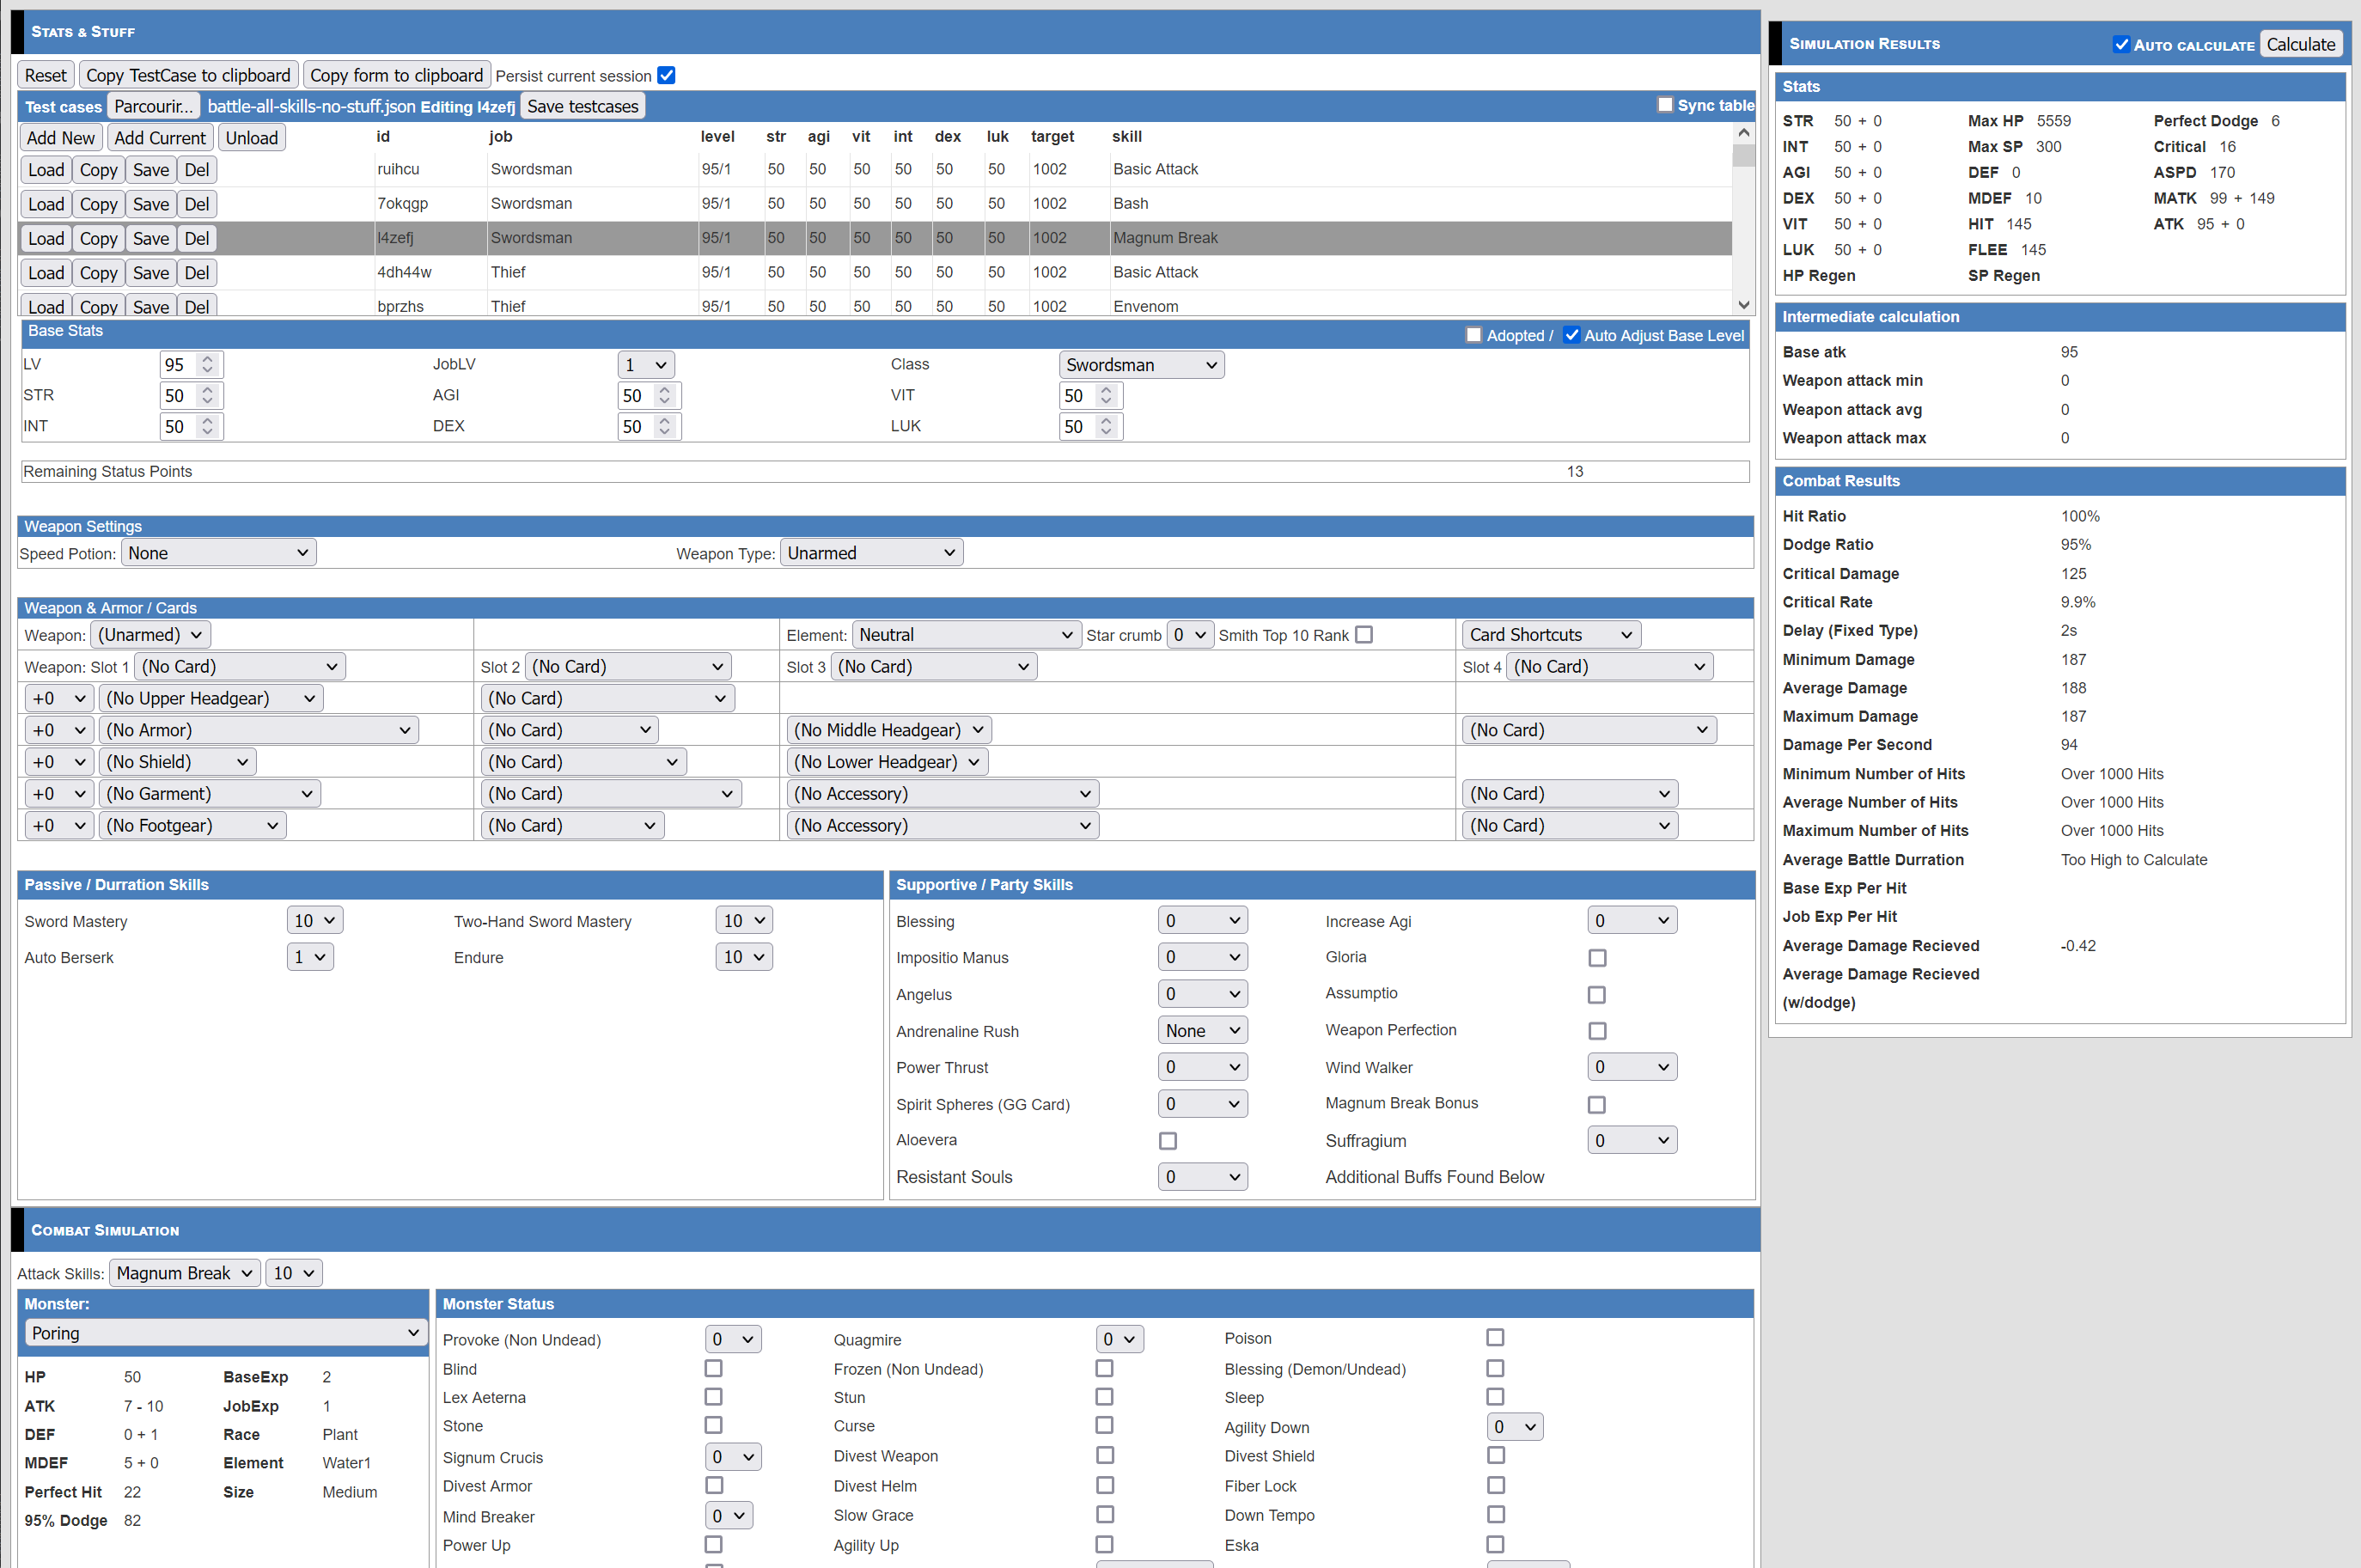 Stats & Stuff
Reset Copy TestCase to clipboard Copy form to clipboard Persist current session
Test cases Parcourir... battle-all-skills-no-stuff.json Editing l4zefj Save testcases Sync table
Add New Add Current Unload id job level str agi vit int dex luk target skill
Load Copy Save Del ruihcu Swordsman 95/1 50 50 50 50 50 50 1002 Basic Attack
Load Copy Save Del 7okqgp Swordsman 95/1 50 50 50 50 50 50 1002 Bash
Load Copy Save Del l4zefj Swordsman 95/1 50 50 50 50 50 50 1002 Magnum Break
Load Copy Save Del 4dh44w Thief 95/1 50 50 50 50 50 50 1002 Basic Attack
Load Copy Save Del bprzhs Thief 95/1 50 50 50 50 50 50 1002 Envenom
Base Stats Adopted / Auto Adjust Base Level
LV 95 JobLV 1 Class Swordsman
STR 50 AGI 50 VIT 50
INT 50 DEX 50 LUK 50
Remaining Status Points 13
Weapon Settings
Speed Potion: None Weapon Type: Unarmed
Weapon & Armor / Cards
Weapon: (Unarmed) Element: Neutral Star crumb 0 Smith Top 10 Rank Card Shortcuts
Weapon: Slot 1 (No Card) Slot 2 (No Card) Slot 3 (No Card) Slot 4 (No Card)
+0 (No Upper Headgear) (No Card)
+0 (No Armor) (No Card) (No Middle Headgear) (No Card)
+0 (No Shield) (No Card) (No Lower Headgear)
+0 (No Garment) (No Card) (No Accessory) (No Card)
+0 (No Footgear) (No Card) (No Accessory) (No Card)
Passive / Durration Skills
Sword Mastery 10 Two-Hand Sword Mastery 10
Auto Berserk 1 Endure 10
Supportive / Party Skills
Blessing 0 Increase Agi 0
Impositio Manus 0 Gloria
Angelus 0 Assumptio
Andrenaline Rush None Weapon Perfection
Power Thrust 0 Wind Walker 0
Spirit Spheres (GG Card) 0 Magnum Break Bonus
Aloevera Suffragium 0
Resistant Souls 0 Additional Buffs Found Below
Combat Simulation
Attack Skills: Magnum Break 10
Monster:
Poring
HP 50 BaseExp 2
ATK 7 - 10 JobExp 1
DEF 0 + 1 Race Plant
MDEF 5 + 0 Element Water1
Perfect Hit 22 Size Medium
95% Dodge 82
Monster Status
Provoke (Non Undead) 0 Quagmire 0 Poison
Blind Frozen (Non Undead) Blessing (Demon/Undead)
Lex Aeterna Stun Sleep
Stone Curse Agility Down 0
Signum Crucis 0 Divest Weapon Divest Shield
Divest Armor Divest Helm Fiber Lock
Mind Breaker 0 Slow Grace Down Tempo
Power Up Agility Up Eska
Simulation Results Auto calculate Calculate
Stats
STR 50 + 0 Max HP 5559 Perfect Dodge 6
INT 50 + 0 Max SP 300 Critical 16
AGI 50 + 0 DEF 0 ASPD 170
DEX 50 + 0 MDEF 10 MATK 99 + 149
VIT 50 + 0 HIT 145 ATK 95 + 0
LUK 50 + 0 FLEE 145
HP Regen SP Regen
Intermediate calculation
Base atk 95
Weapon attack min 0
Weapon attack avg 0
Weapon attack max 0
Combat Results
Hit Ratio 100%
Dodge Ratio 95%
Critical Damage 125
Critical Rate 9.9%
Delay (Fixed Type) 2s
Minimum Damage 187
Average Damage 188
Maximum Damage 187
Damage Per Second 94
Minimum Number of Hits Over 1000 Hits
Average Number of Hits Over 1000 Hits
Maximum Number of Hits Over 1000 Hits
Average Battle Durration Too High to Calculate
Base Exp Per Hit
Job Exp Per Hit
Average Damage Recieved -0.42
Average Damage Recieved
(w/dodge)